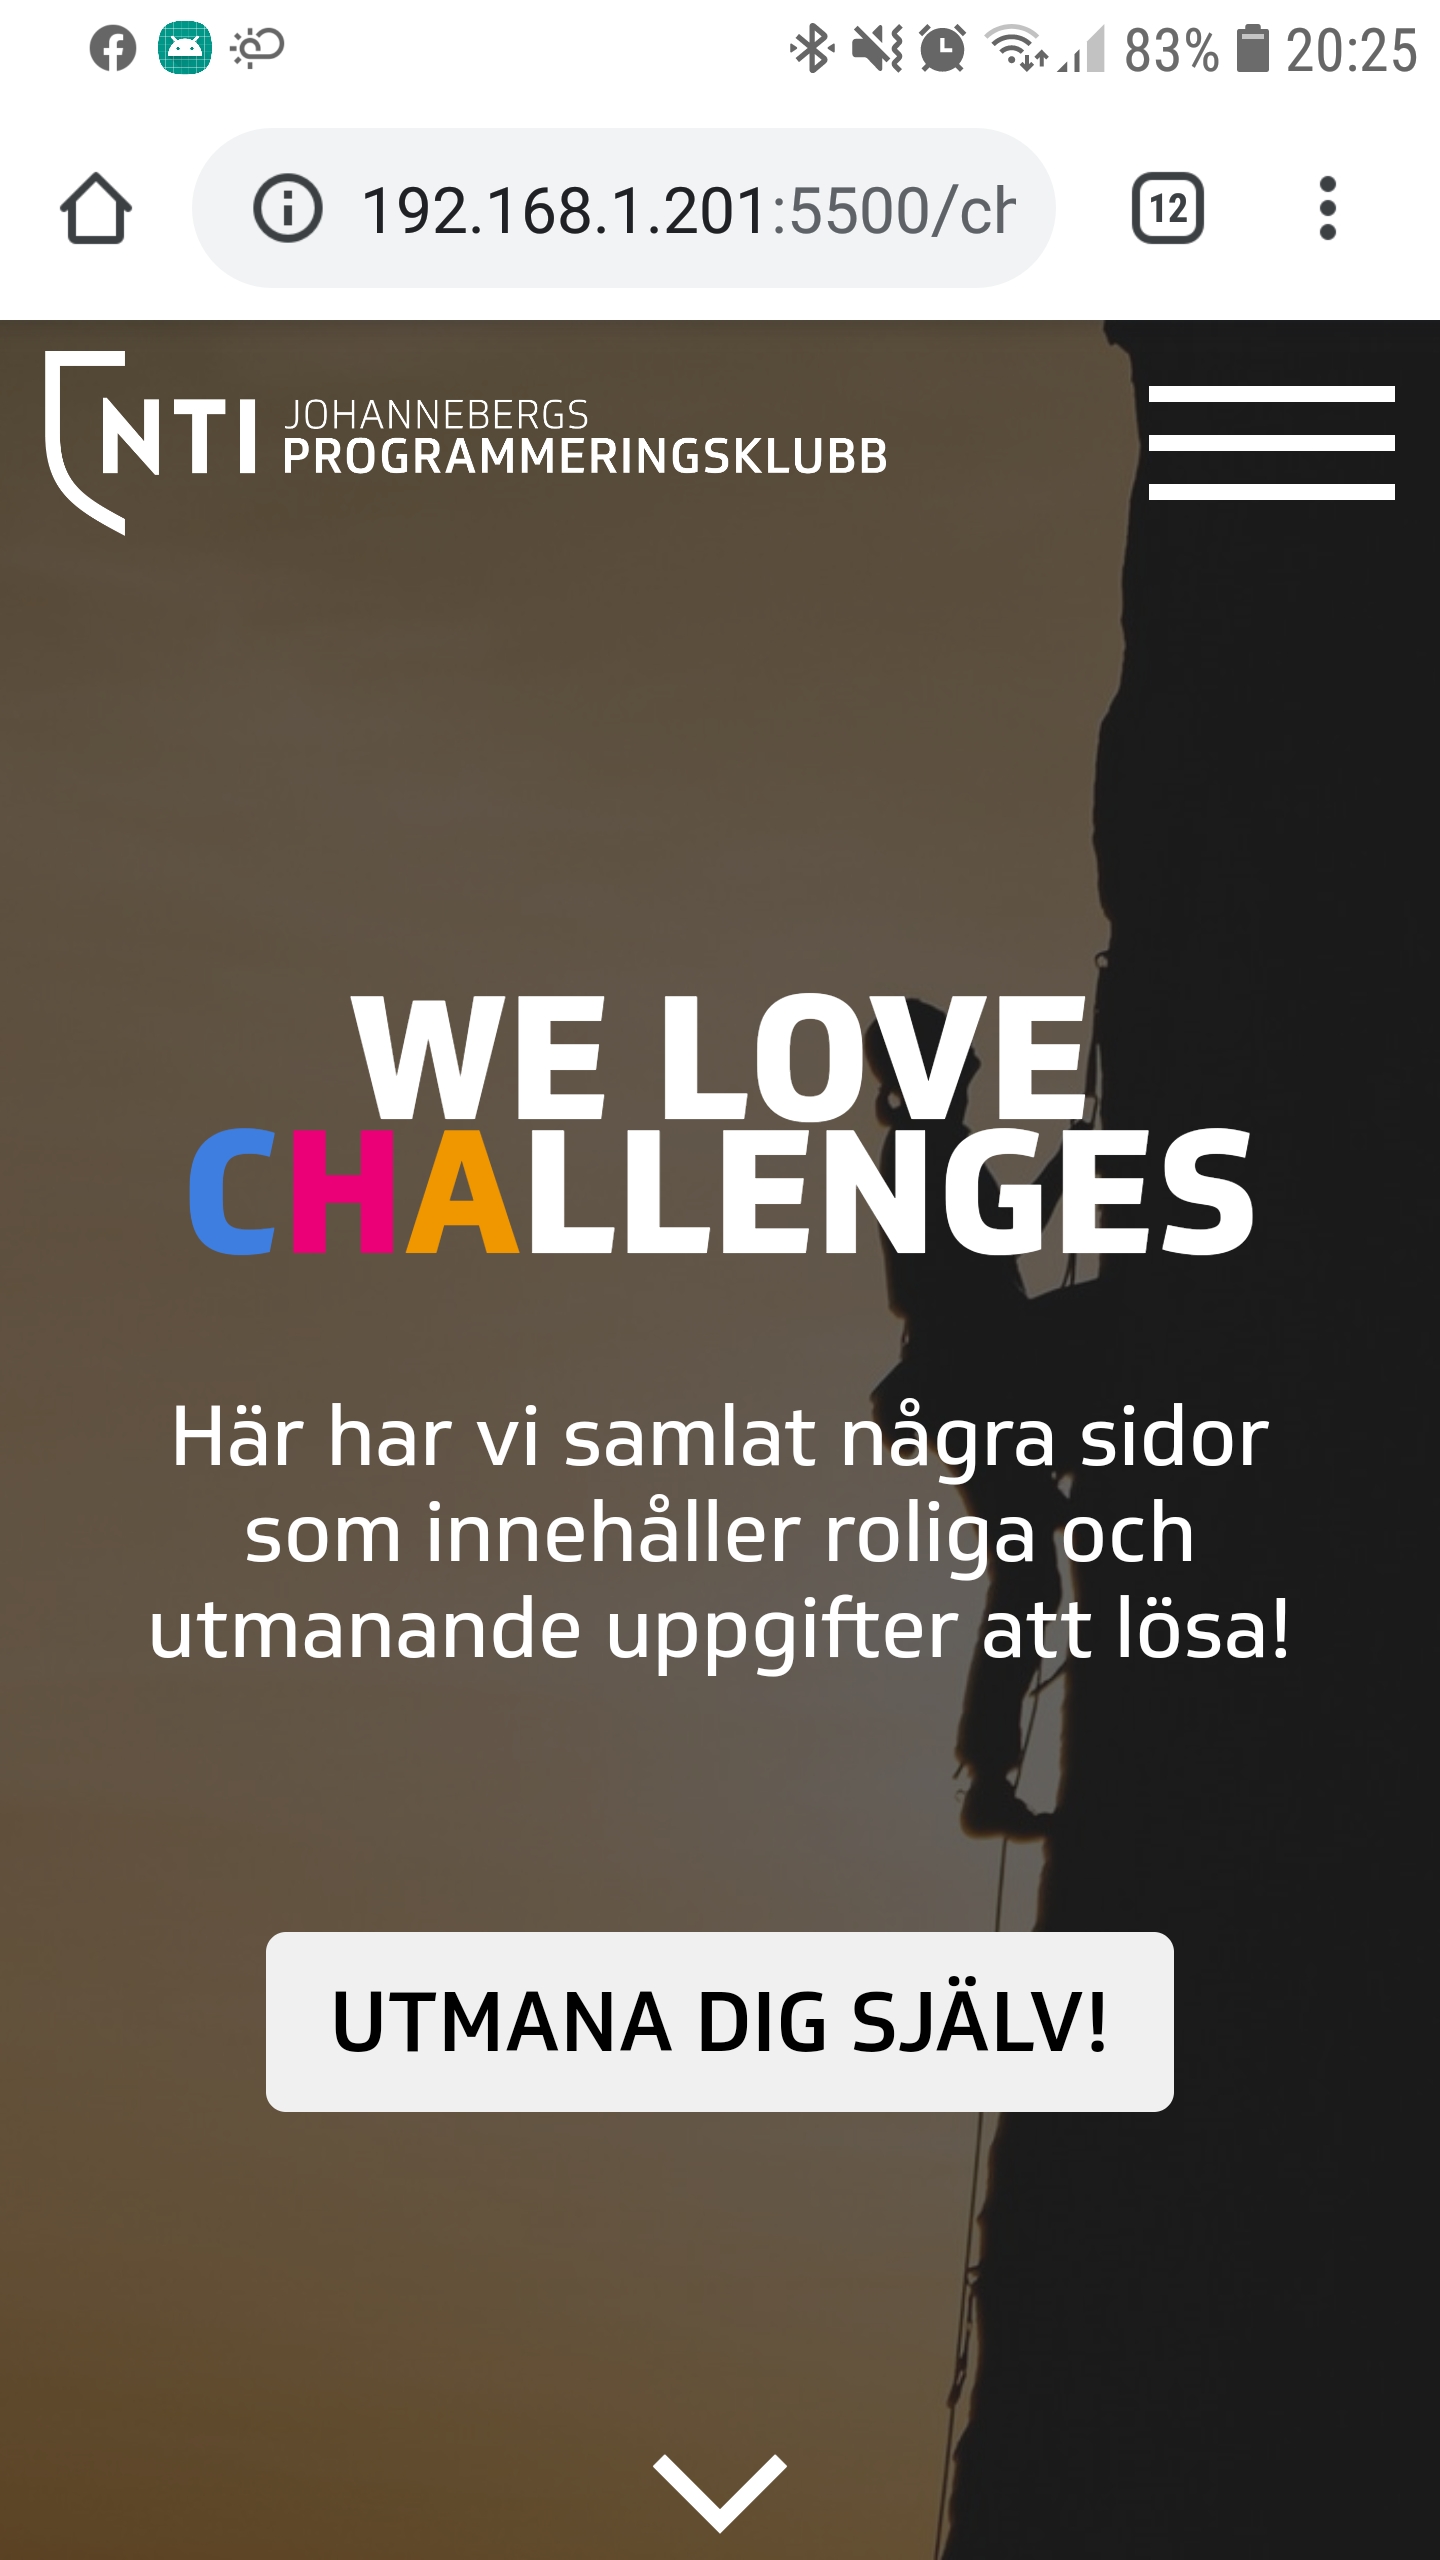 83% 20:25
192.168.1.201:5500/ch
12
NTI JOHANNEBERGS
PROGRAMMERINGSKLUBB
WE LOVE
CHALLENGES
Här har vi samlat några sidor
som innehåller roliga och
utmanande uppgifter att lösa!
UTMANA DIG SJÄLV!